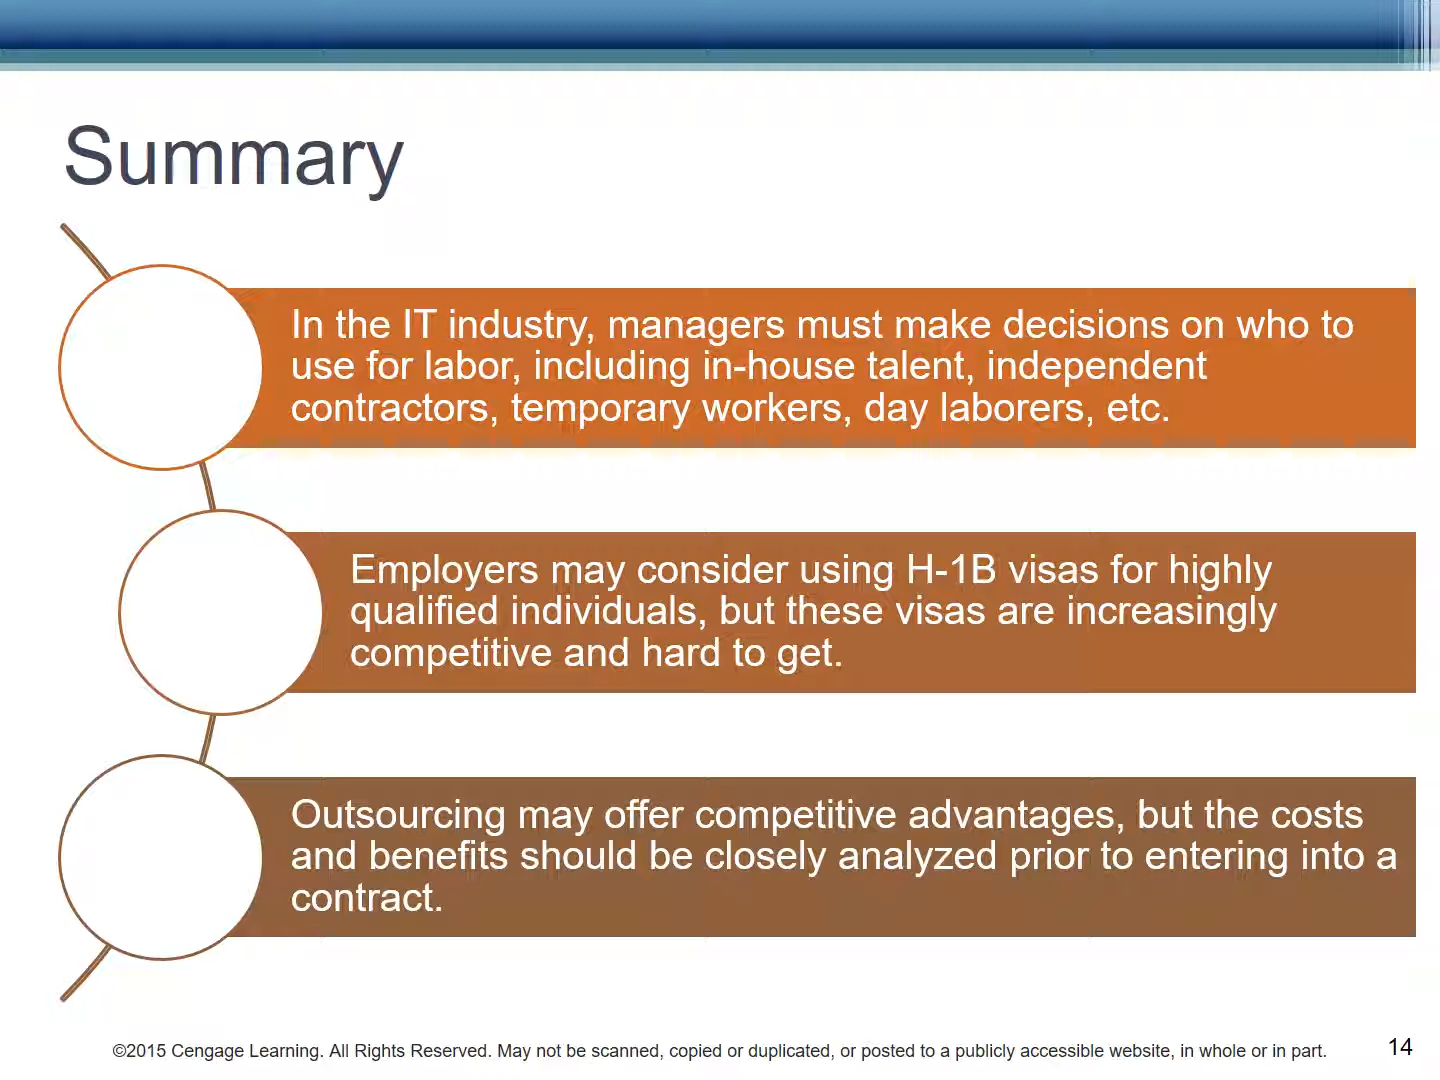 Summary
In the IT industry, managers must make decisions on who to
use for labor, including in-house talent, independent
contractors, temporary workers, day laborers, etc.
Employers may consider using H-1B visas for highly
qualified individuals, but these visas are increasingly
competitive and hard to get.
Outsourcing may offer competitive advantages, but the costs
and benefits should be closely analyzed prior to entering into a
contract.
©2015 Cengage Learning. All Rights Reserved. May not be scanned, copied or duplicated, or posted to a publicly accessible website, in whole or in part.
14